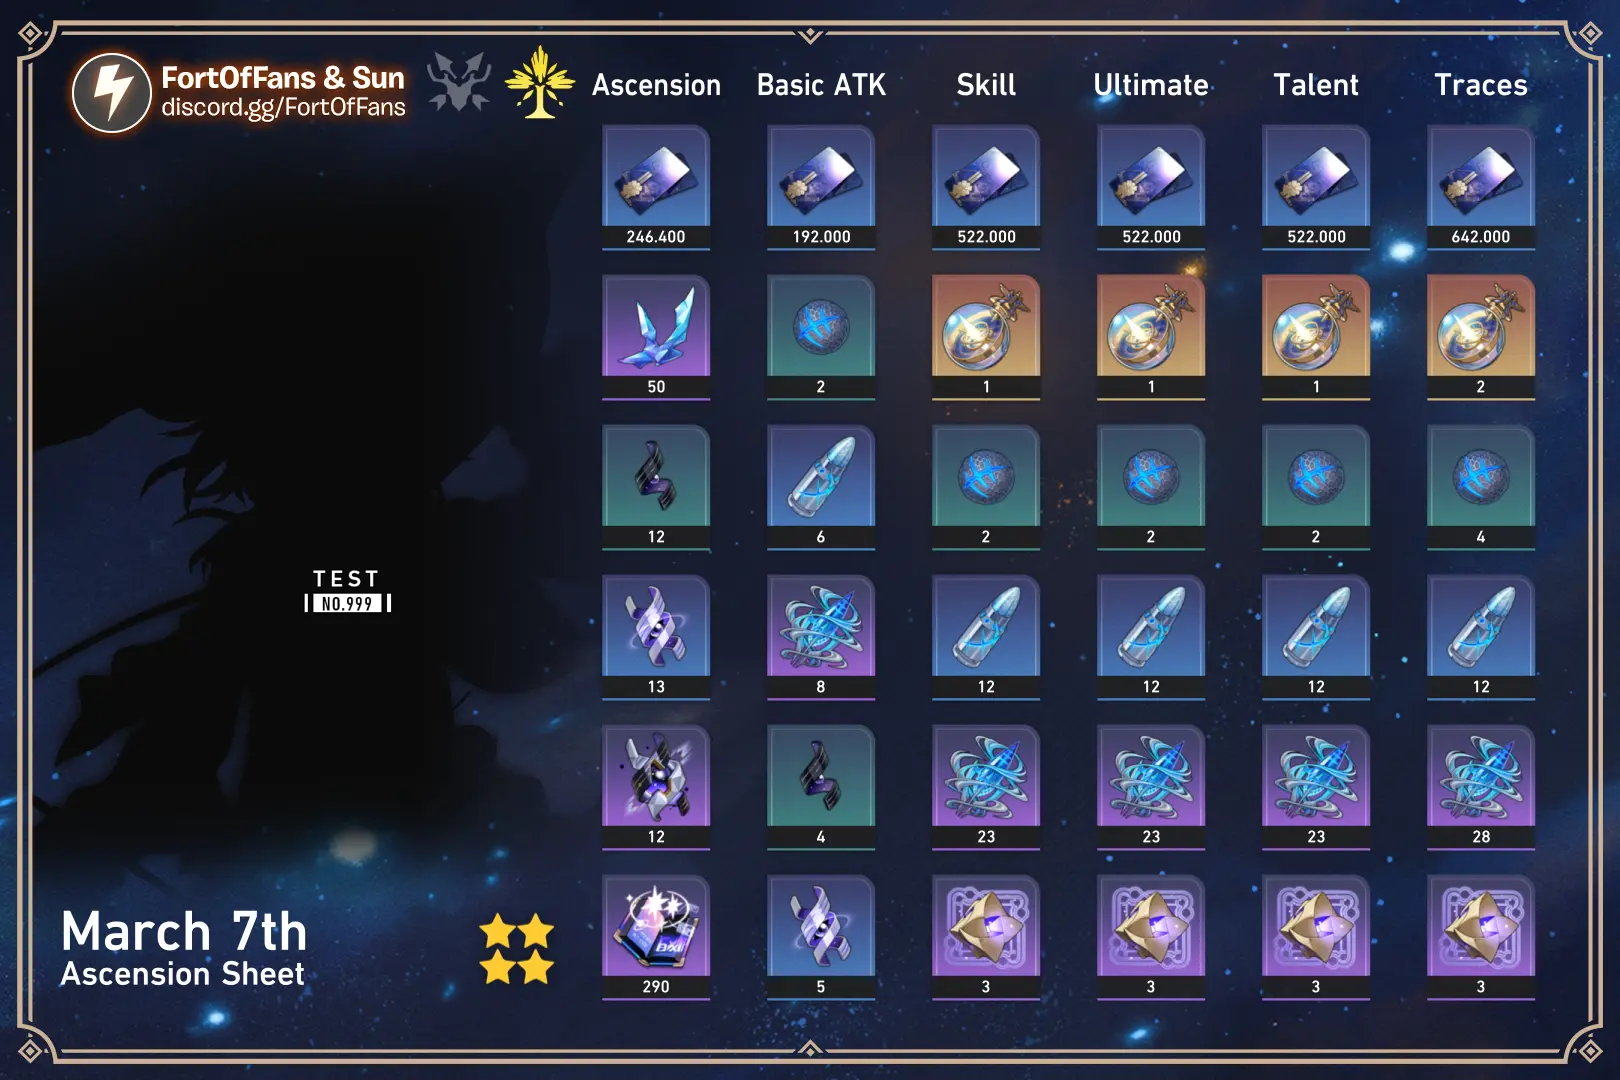 FortOfFans & Sun
discord.gg/FortOfFans
Ascension Basic ATK Skill Ultimate Talent Traces
246.400 192.000 522.000 522.000 522.000 642.000
50 2 1 1 1 2
12 6 2 2 2 4
TEST
NO.999
13 8 12 12 12 12
12 4 23 23 23 28
March 7th
Ascension Sheet
290 5 3 3 3 3